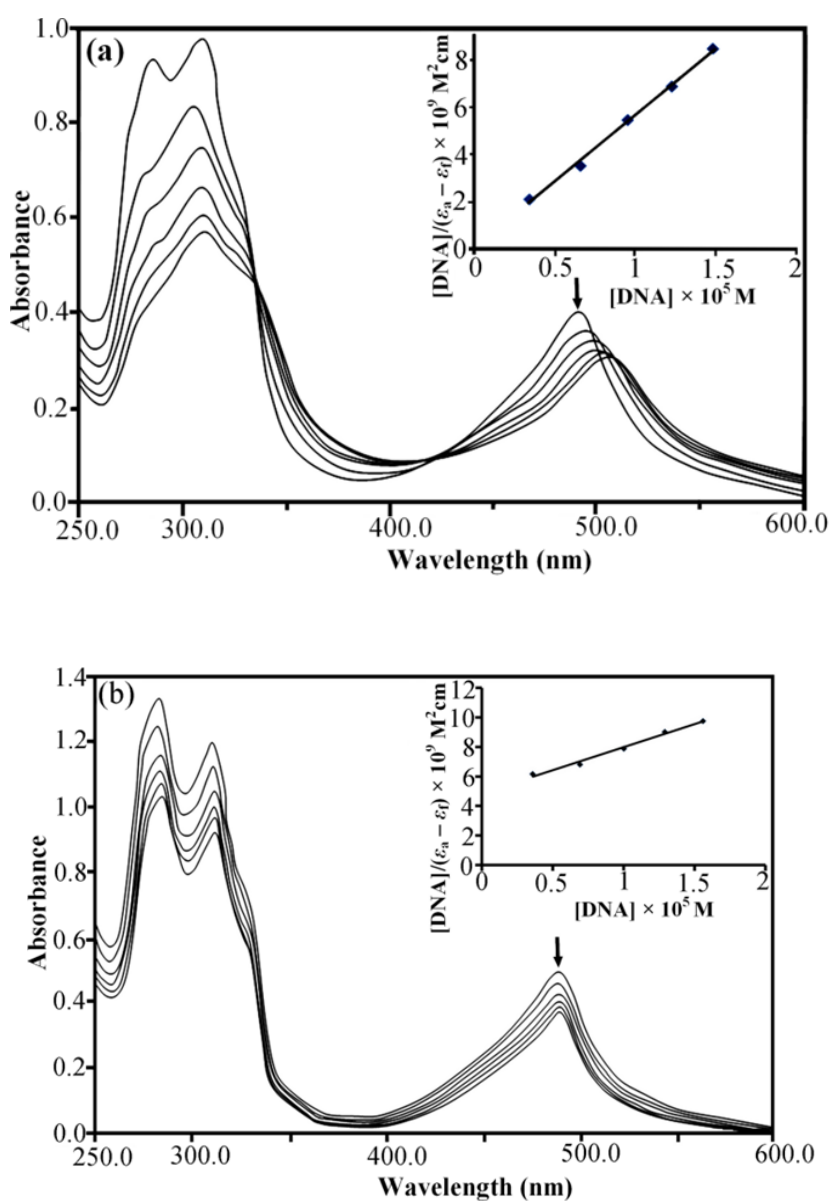 (a)
1.0
0.8
0.6
0.4
0.2
0.0
Absorbance
250.0 300.0 400.0 500.0 600.0
Wavelength (nm)
[DNA]/(εa − εf) × 10⁹ M²cm
8
6
4
2
0
0 0.5 1 1.5 2
[DNA] × 10⁵ M
(b)
1.4
1.2
1.0
0.8
0.6
0.4
0.2
0.0
Absorbance
250.0 300.0 400.0 500.0 600.0
Wavelength (nm)
[DNA]/(εa − εf) × 10⁹ M²cm
12
10
8
6
4
2
0
0 0.5 1 1.5 2
[DNA] × 10⁵ M